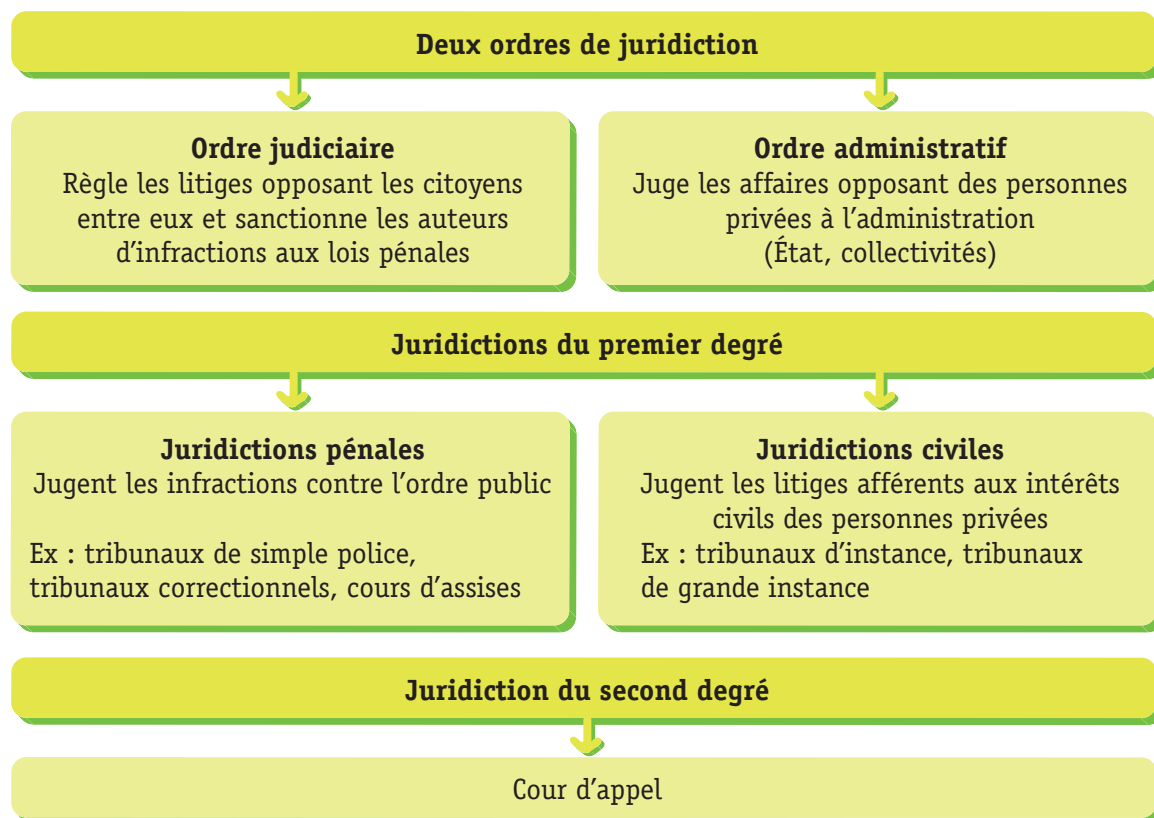 Deux ordres de juridiction
Ordre judiciaire
Règle les litiges opposant les citoyens
entre eux et sanctionne les auteurs
d’infractions aux lois pénales
Ordre administratif
Juge les affaires opposant des personnes
privées à l’administration
(État, collectivités)
Juridictions du premier degré
Juridictions pénales
Jugent les infractions contre l’ordre public
Ex : tribunaux de simple police,
tribunaux correctionnels, cours d’assises
Juridictions civiles
Jugent les litiges afférents aux intérêts
civils des personnes privées
Ex : tribunaux d’instance, tribunaux
de grande instance
Juridiction du second degré
Cour d’appel